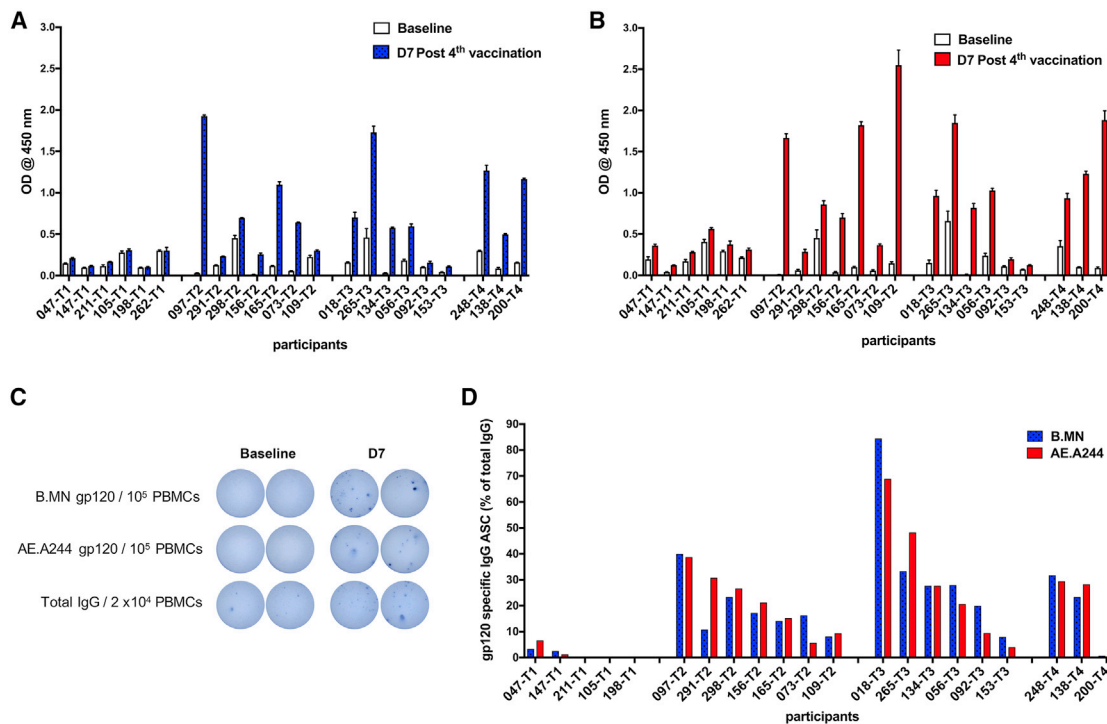 A
Baseline
D7 Post 4th vaccination
OD @ 450 nm
3.0
2.5
2.0
1.5
1.0
0.5
0.0
047-T1
147-T1
211-T1
105-T1
198-T1
262-T1
097-T2
291-T2
298-T2
156-T2
165-T2
073-T2
109-T2
018-T3
265-T3
134-T3
056-T3
092-T3
153-T3
248-T4
138-T4
200-T4
participants
B
Baseline
D7 Post 4th vaccination
OD @ 450 nm
3.0
2.5
2.0
1.5
1.0
0.5
0.0
047-T1
147-T1
211-T1
105-T1
198-T1
262-T1
097-T2
291-T2
298-T2
156-T2
165-T2
073-T2
109-T2
018-T3
265-T3
134-T3
056-T3
092-T3
153-T3
248-T4
138-T4
200-T4
participants
C
Baseline D7
B.MN gp120 / 10⁵ PBMCs
AE.A244 gp120 / 10⁵ PBMCs
Total IgG / 2 x10⁴ PBMCs
D
B.MN
AE.A244
gp120 specific IgG ASC (% of total IgG)
90
80
70
60
50
40
30
20
10
0
047-T1
147-T1
211-T1
105-T1
198-T1
097-T2
291-T2
298-T2
156-T2
165-T2
073-T2
109-T2
018-T3
265-T3
134-T3
056-T3
092-T3
153-T3
248-T4
138-T4
200-T4
participants